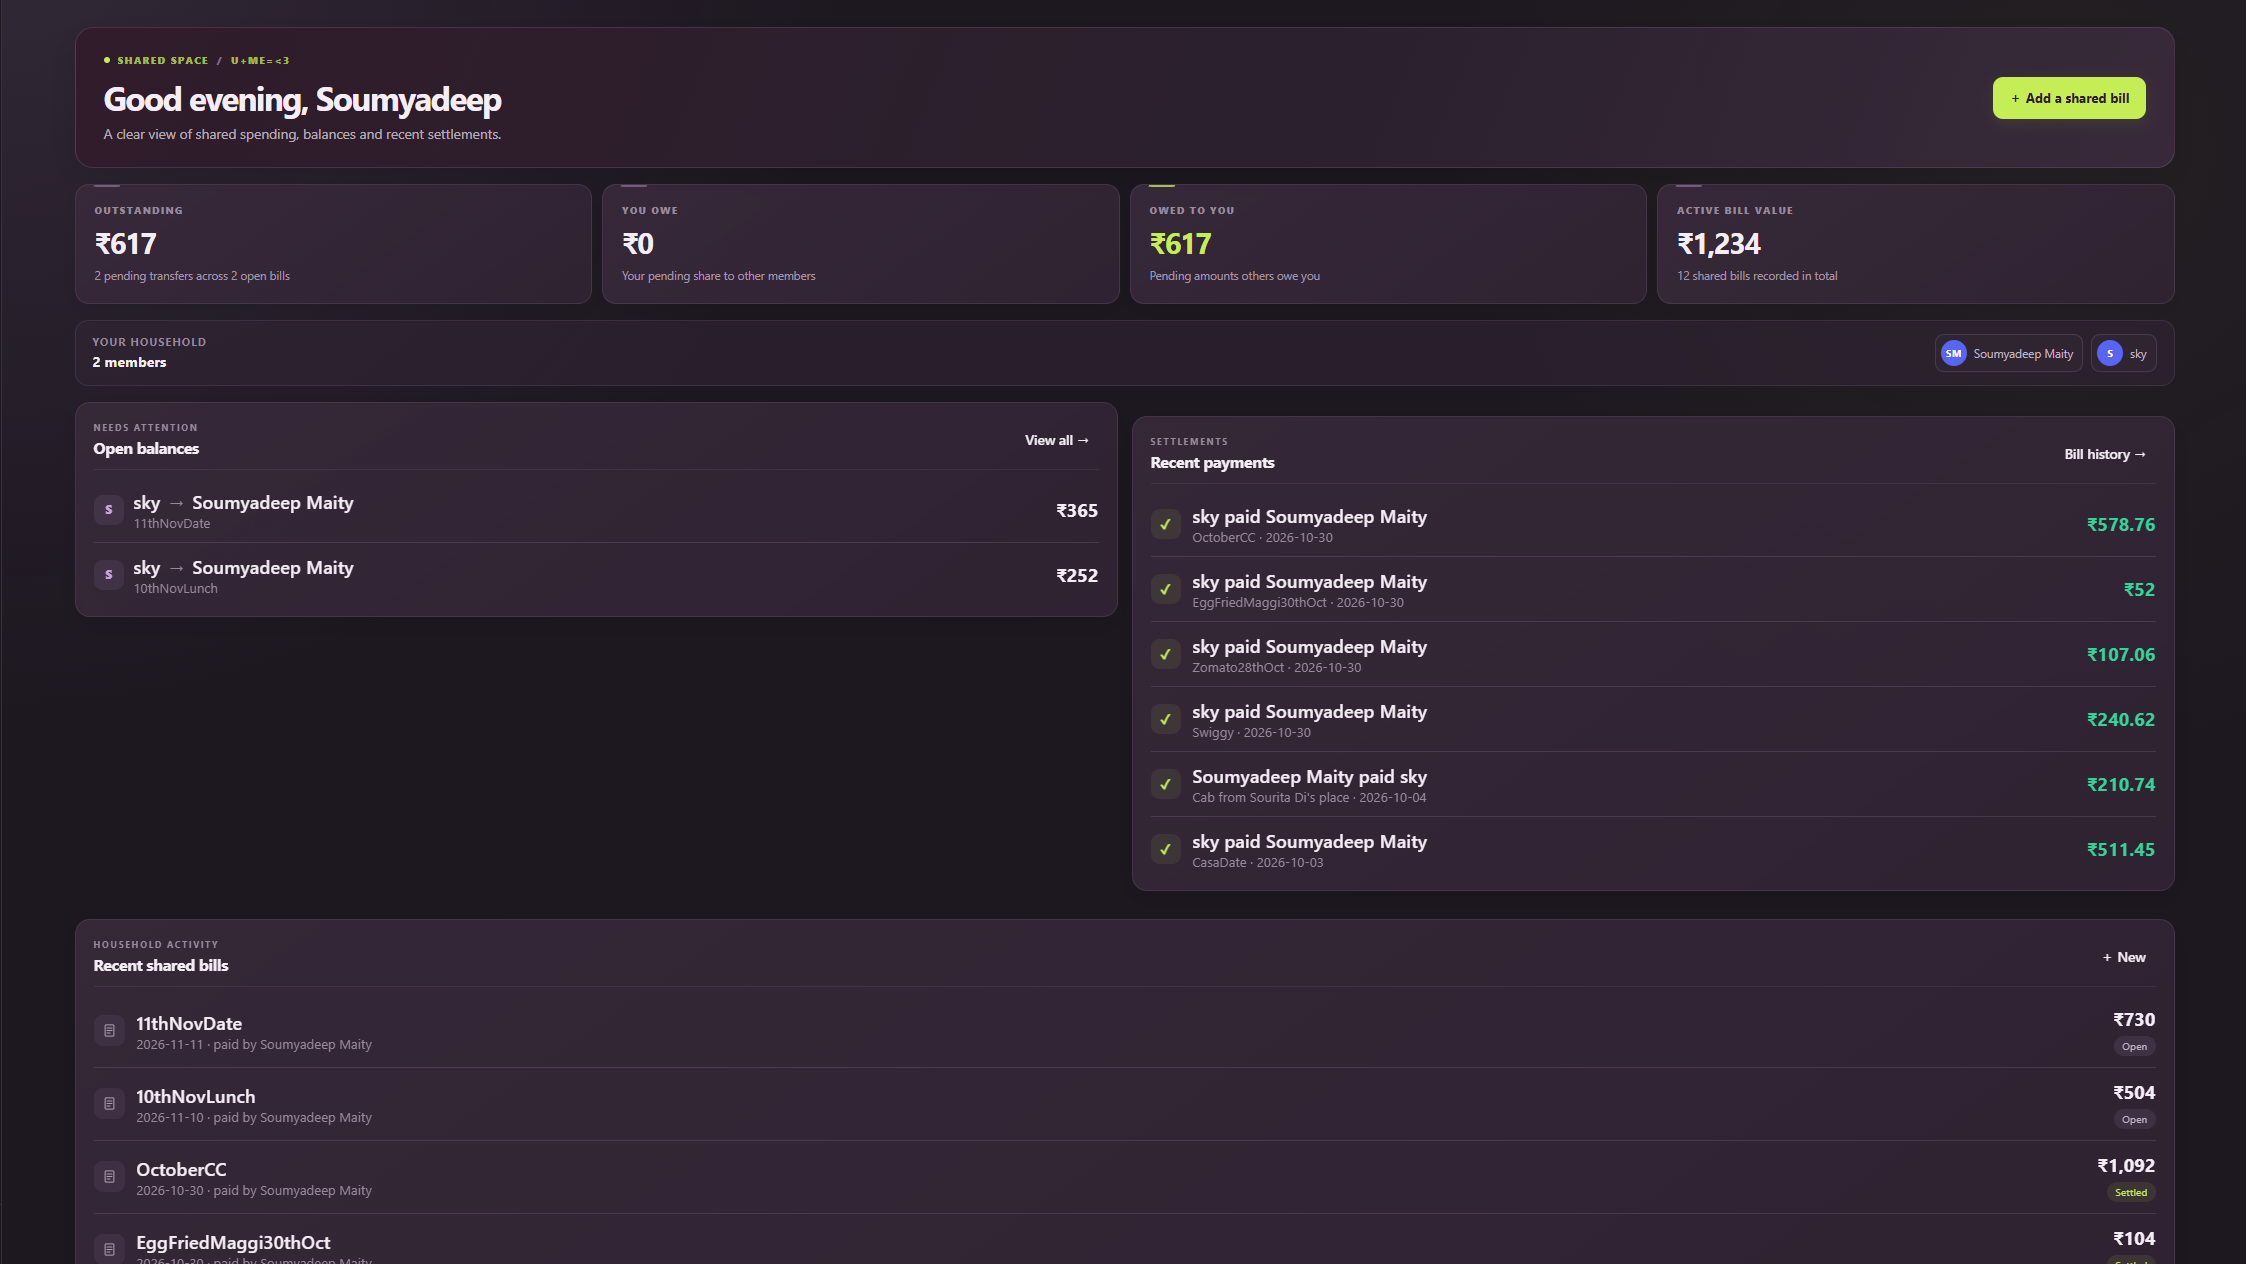 SHARED SPACE / U+ME=<3
Good evening, Soumyadeep
A clear view of shared spending, balances and recent settlements.
+ Add a shared bill
OUTSTANDING
₹617
2 pending transfers across 2 open bills
YOU OWE
₹0
Your pending share to other members
OWED TO YOU
₹617
Pending amounts others owe you
ACTIVE BILL VALUE
₹1,234
12 shared bills recorded in total
YOUR HOUSEHOLD
2 members
SM Soumyadeep Maity
S sky
NEEDS ATTENTION
Open balances
View all →
S sky → Soumyadeep Maity
11thNovDate
₹365
S sky → Soumyadeep Maity
10thNovLunch
₹252
SETTLEMENTS
Recent payments
Bill history →
✓ sky paid Soumyadeep Maity
OctoberCC · 2026-10-30
₹578.76
✓ sky paid Soumyadeep Maity
EggFriedMaggi30thOct · 2026-10-30
₹52
✓ sky paid Soumyadeep Maity
Zomato28thOct · 2026-10-30
₹107.06
✓ sky paid Soumyadeep Maity
Swiggy · 2026-10-30
₹240.62
✓ Soumyadeep Maity paid sky
Cab from Sourita Di's place · 2026-10-04
₹210.74
✓ sky paid Soumyadeep Maity
CasaDate · 2026-10-03
₹511.45
HOUSEHOLD ACTIVITY
Recent shared bills
+ New
11thNovDate
2026-11-11 · paid by Soumyadeep Maity
₹730
Open
10thNovLunch
2026-11-10 · paid by Soumyadeep Maity
₹504
Open
OctoberCC
2026-10-30 · paid by Soumyadeep Maity
₹1,092
Settled
EggFriedMaggi30thOct
2026-10-30 · paid by Soumyadeep Maity
₹104